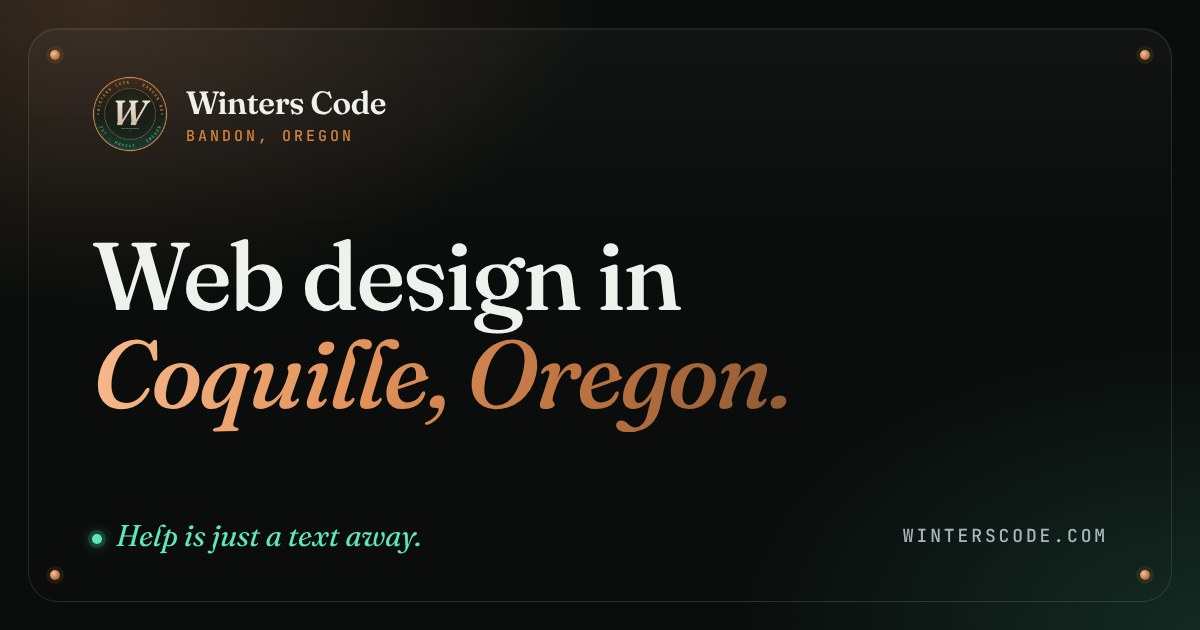 W
Winters Code
BANDON, OREGON
Web design in
Coquille, Oregon.
Help is just a text away.
WINTERSCODE.COM